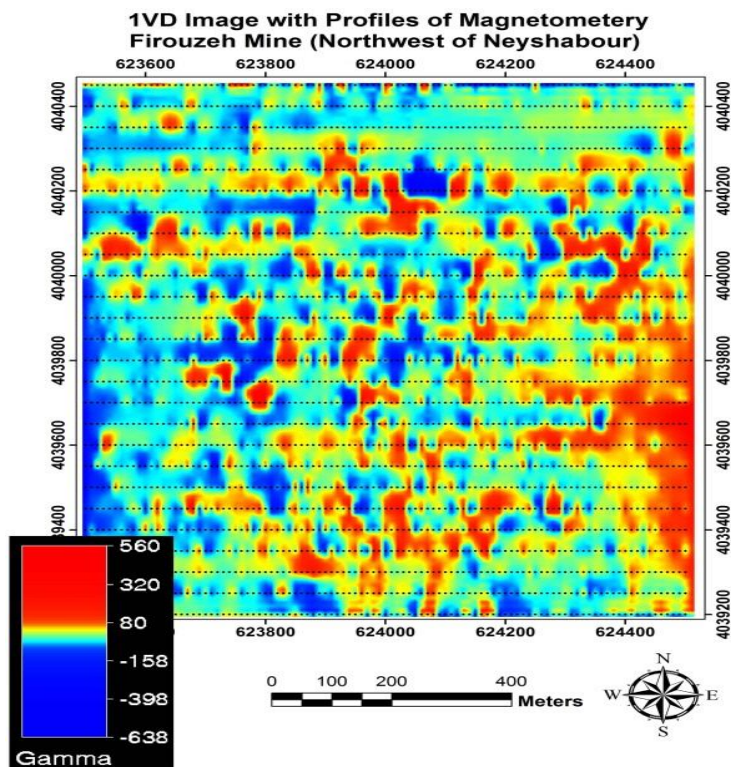 1VD Image with Profiles of Magnetometery
Firouzeh Mine (Northwest of Neyshabour)
623600 623800 624000 624200 624400
4040400 4040400
4040200 4040200
4040000 4040000
4039800 4039800
4039600 4039600
4039400 4039400
4039200
623800 624000 624200 624400
560
320
80
-158
-398
-638
Gamma
0 100 200 400
Meters
N
W E
S